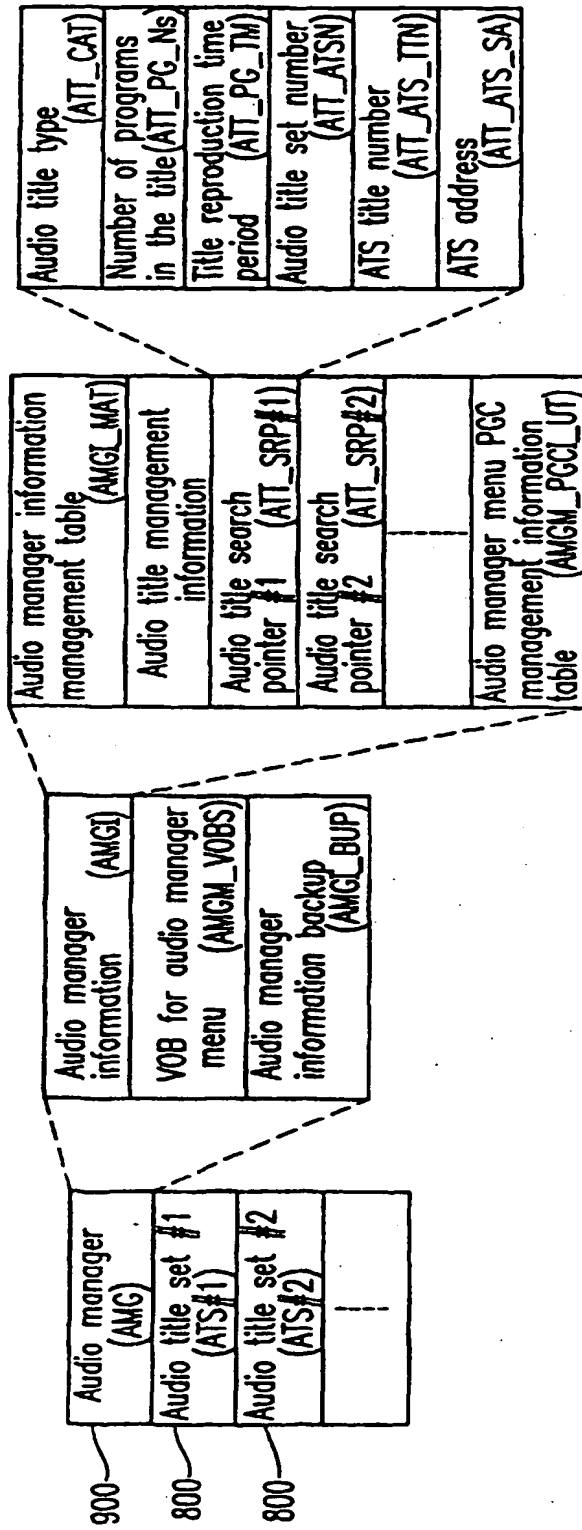 900
Audio manager
(AMG)
800
Audio title set #1
(ATS#1)
800
Audio title set #2
(ATS#2)
Audio manager
information (AMGI)
VOB for audio manager
menu (AMGM_VOBS)
Audio manager
information backup
(AMGI_BUP)
Audio manager information
management table
(AMGI_MAT)
Audio title management
information
Audio title search
pointer #1 (ATT_SRP#1)
Audio title search
pointer #2 (ATT_SRP#2)
Audio manager menu PGC
management information
table (AMGM_PGCI_UT)
Audio title type
(ATT_CAT)
Number of programs
in the title (ATT_PG_Ns)
Title reproduction time
period (ATT_PG_TM)
Audio title set number
(ATT_ATSN)
ATS title number
(ATT_ATS_TTN)
ATS address
(ATT_ATS_SA)